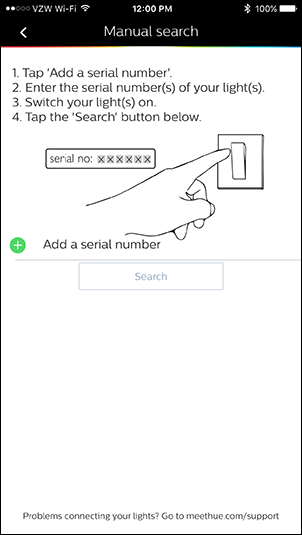 VZW Wi-Fi 12:00 PM 100%
Manual search
1. Tap 'Add a serial number'.
2. Enter the serial number(s) of your light(s).
3. Switch your light(s) on.
4. Tap the 'Search' button below.
serial no: xxxxxx
Add a serial number
Search
Problems connecting your lights? Go to meethue.com/support